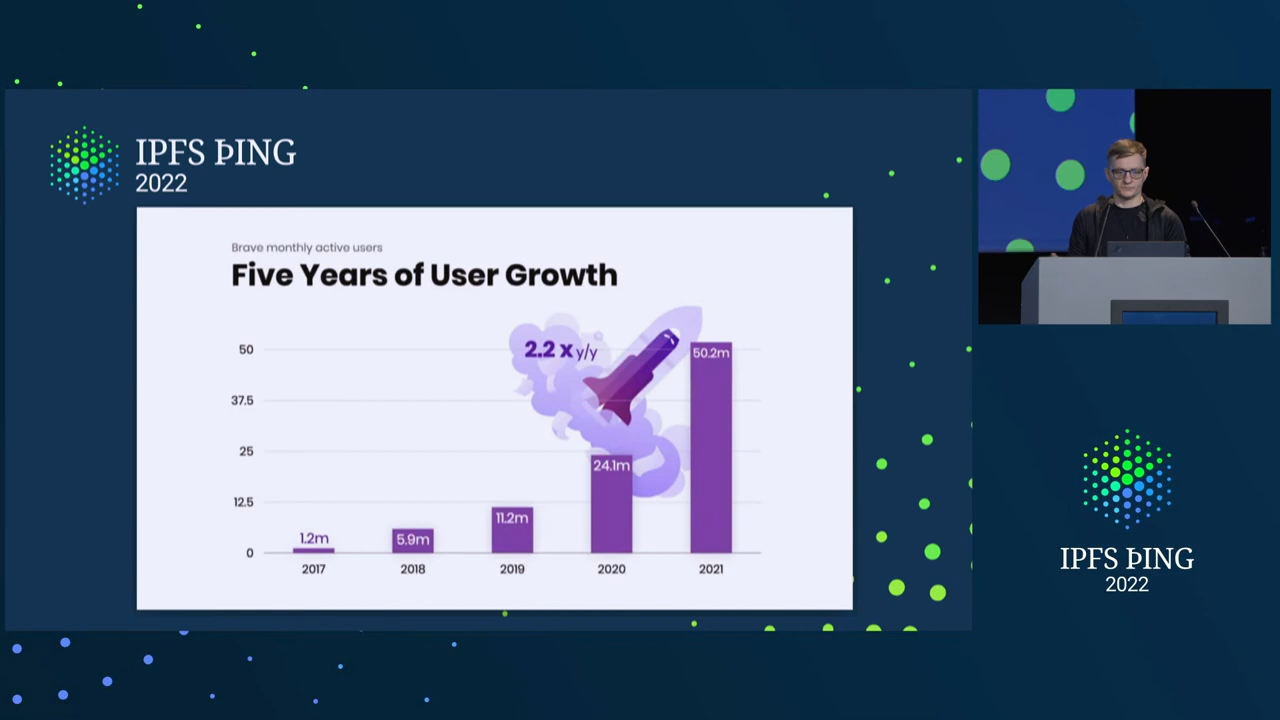 IPFS ÞING
2022
Brave monthly active users
Five Years of User Growth
2.2 x y/y
50
37.5
25
12.5
0
1.2m
5.9m
11.2m
24.1m
50.2m
2017
2018
2019
2020
2021
IPFS ÞING
2022